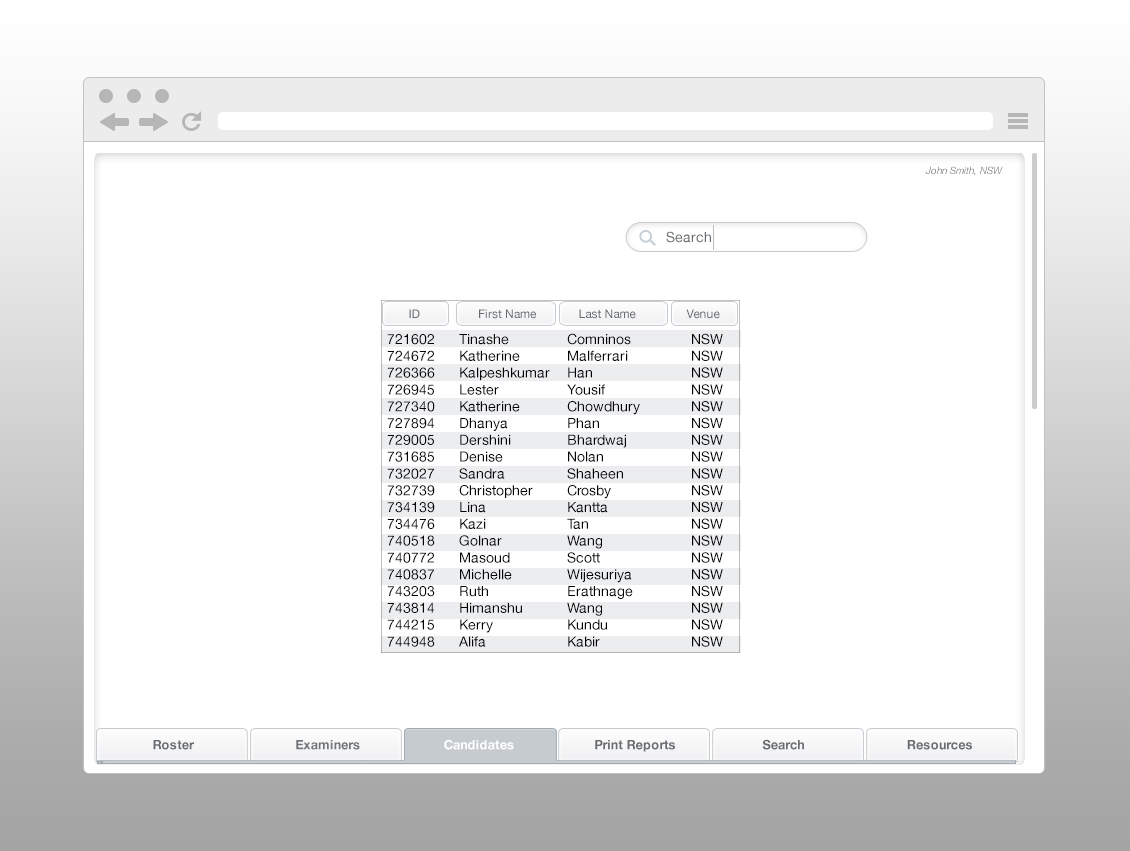 John Smith, NSW
Search
ID First Name Last Name Venue
721602 Tinashe Comninos NSW
724672 Katherine Malferrari NSW
726366 Kalpeshkumar Han NSW
726945 Lester Yousif NSW
727340 Katherine Chowdhury NSW
727894 Dhanya Phan NSW
729005 Dershini Bhardwaj NSW
731685 Denise Nolan NSW
732027 Sandra Shaheen NSW
732739 Christopher Crosby NSW
734139 Lina Kantta NSW
734476 Kazi Tan NSW
740518 Golnar Wang NSW
740772 Masoud Scott NSW
740837 Michelle Wijesuriya NSW
743203 Ruth Erathnage NSW
743814 Himanshu Wang NSW
744215 Kerry Kundu NSW
744948 Alifa Kabir NSW
Roster Examiners Candidates Print Reports Search Resources